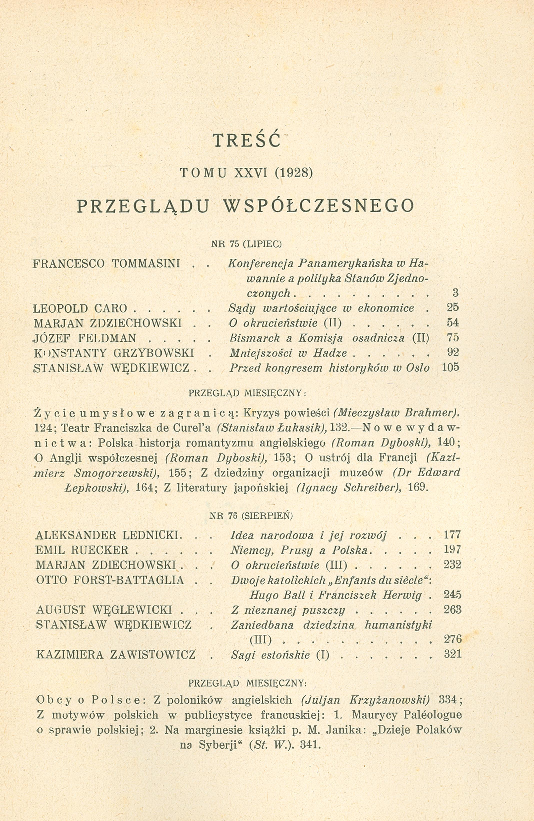 TREŚĆ
TOMU XXVI (1928)
PRZEGLĄDU WSPÓŁCZESNEGO
NR 75 (LIPIEC)
FRANCESCO TOMMASINI . . Konferencja Panamerykańska w Ha-
wannie a polityka Stanów Zjedno-
czonych . . . . . . . . . . 3
LEOPOLD CARO . . . . . . Sądy wartościujące w ekonomice . 25
MARJAN ZDZIECHOWSKI . . O okrucieństwie (II) . . . . . . 54
JÓZEF FELDMAN . . . . . Bismarck a Komisja osadnicza (II) 75
KONSTANTY GRZYBOWSKI . Mniejszości w Hadze . . . . . . 92
STANISŁAW WĘDKIEWICZ . . Przed kongresem historyków w Oslo 105
PRZEGLĄD MIESIĘCZNY:
Życie umysłowe zagranicą: Kryzys powieści (Mieczysław Brahmer),
124; Teatr Franciszka de Curel'a (Stanisław Łukasik), 132.—Nowe wydaw-
nictwa: Polska historja romantyzmu angielskiego (Roman Dyboski), 140;
O Anglji współczesnej (Roman Dyboski), 153; O ustrój dla Francji (Kazi-
mierz Smogorzewski), 155; Z dziedziny organizacji muzeów (Dr Edward
Łepkowski), 164; Z literatury japońskiej (Ignacy Schreiber), 169.
NR 76 (SIERPIEŃ)
ALEKSANDER LEDNICKI. . . Idea narodowa i jej rozwój . . . 177
EMIL RUECKER . . . . . . Niemcy, Prusy a Polska . . . . . 197
MARJAN ZDIECHOWSKI . . . O okrucieństwie (III) . . . . . . 232
OTTO FORST-BATTAGLIA . . Dwoje katolickich „Enfants du siècle“:
Hugo Ball i Franciszek Herwig . 245
AUGUST WĘGLEWICKI . . . Z nieznanej puszczy . . . . . . 263
STANISŁAW WĘDKIEWICZ . Zaniedbana dziedzina humanistyki
(III) . . . . . . . . . . . 276
KAZIMIERA ZAWISTOWICZ . Sagi estońskie (I) . . . . . . . 321
PRZEGLĄD MIESIĘCZNY:
Obcy o Polsce: Z poloników angielskich (Juljan Krzyżanowski) 334;
Z motywów polskich w publicystyce francuskiej: 1. Maurycy Paléologue
o sprawie polskiej; 2. Na marginesie książki p. M. Janika: „Dzieje Polaków
na Syberji“ (St. W.). 341.